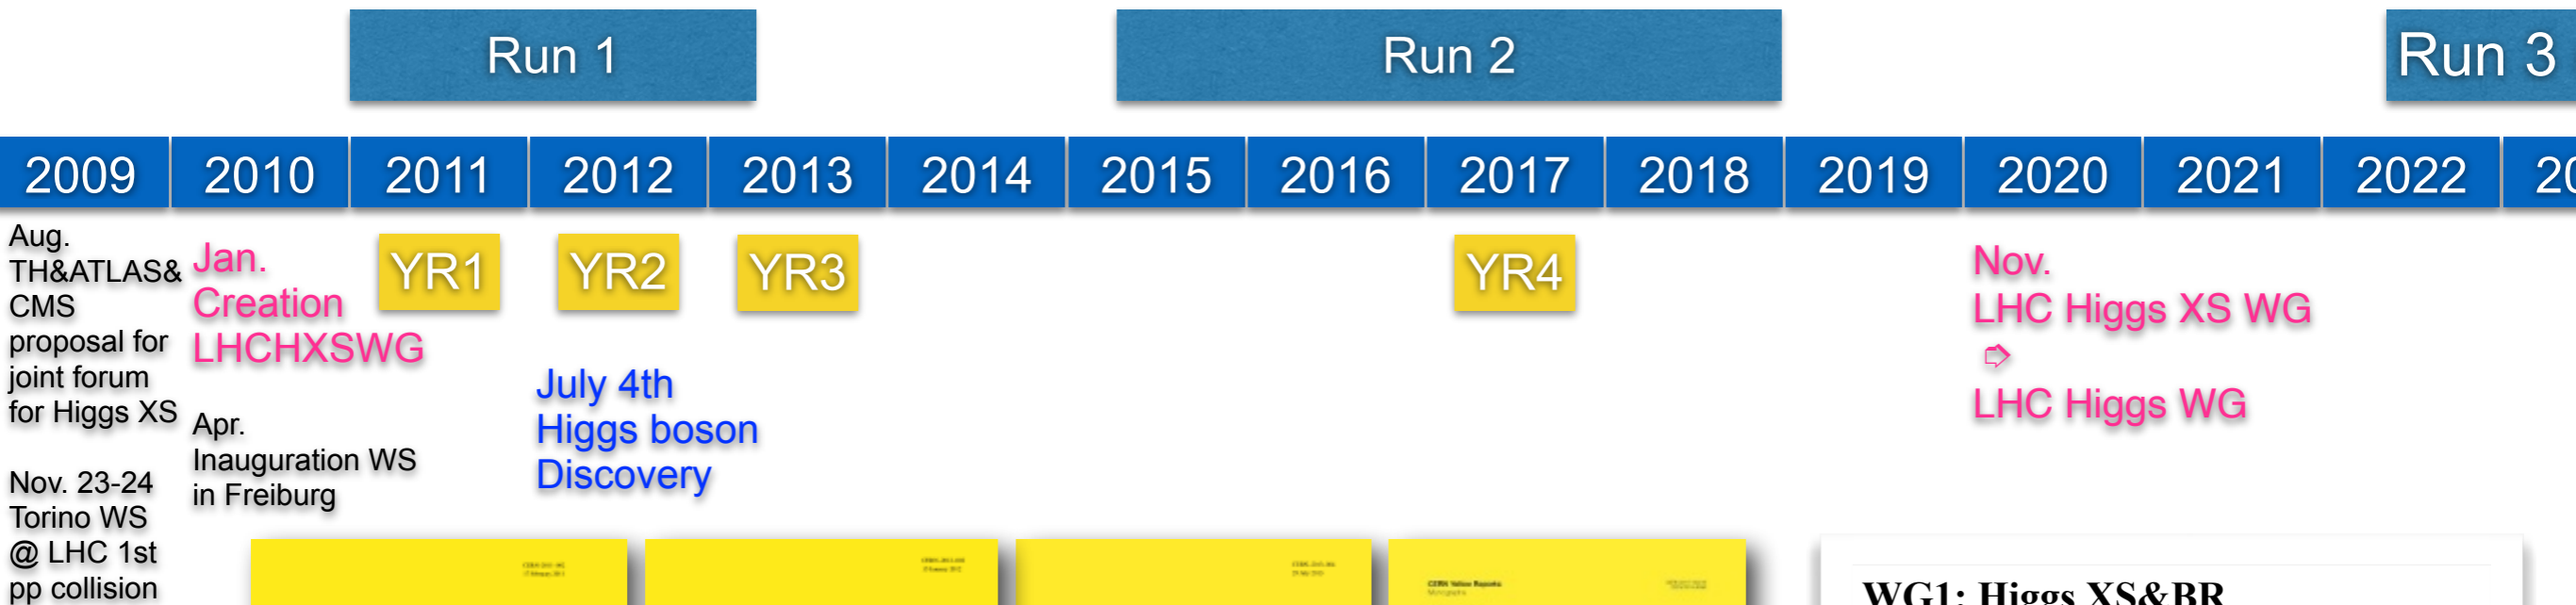 Run 1
Run 2
Run 3
2009 2010 2011 2012 2013 2014 2015 2016 2017 2018 2019 2020 2021 2022
Aug.
TH&ATLAS&
CMS
proposal for
joint forum
for Higgs XS
Nov. 23-24
Torino WS
@ LHC 1st
pp collision
Jan.
Creation
LHCHXSWG
Apr.
Inauguration WS
in Freiburg
YR1
YR2
YR3
YR4
July 4th
Higgs boson
Discovery
Nov.
LHC Higgs XS WG
➩
LHC Higgs WG
CERN Yellow Reports
WG1: Higgs XS&BR